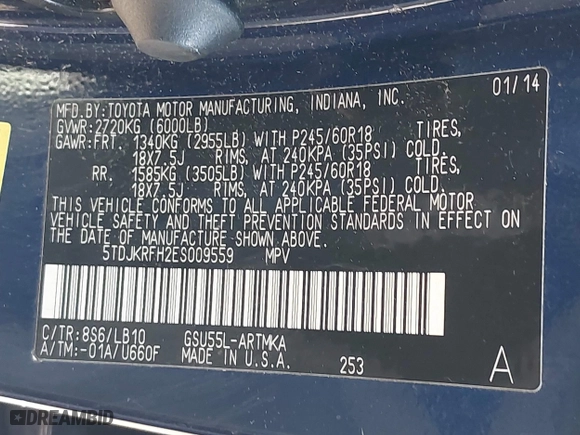 MFD.BY:TOYOTA MOTOR MANUFACTURING, INDIANA, INC. 01/14
GVWR:2720KG (6000LB)
GAWR:FRT. 1340KG (2955LB) WITH P245/60R18 TIRES,
18X7.5J RIMS, AT 240KPA (35PSI) COLD.
RR. 1585KG (3505LB) WITH P245/60R18 TIRES,
18X7.5J RIMS, AT 240KPA (35PSI) COLD.
THIS VEHICLE CONFORMS TO ALL APPLICABLE FEDERAL MOTOR
VEHICLE SAFETY AND THEFT PREVENTION STANDARDS IN EFFECT ON
THE DATE OF MANUFACTURE SHOWN ABOVE.
5TDJKRFH2ES009559 MPV
C/TR:8S6/LB10 GSU55L-ARTMKA
A/TM:-01A/U660F MADE IN U.S.A. 253 A
DREAMBID